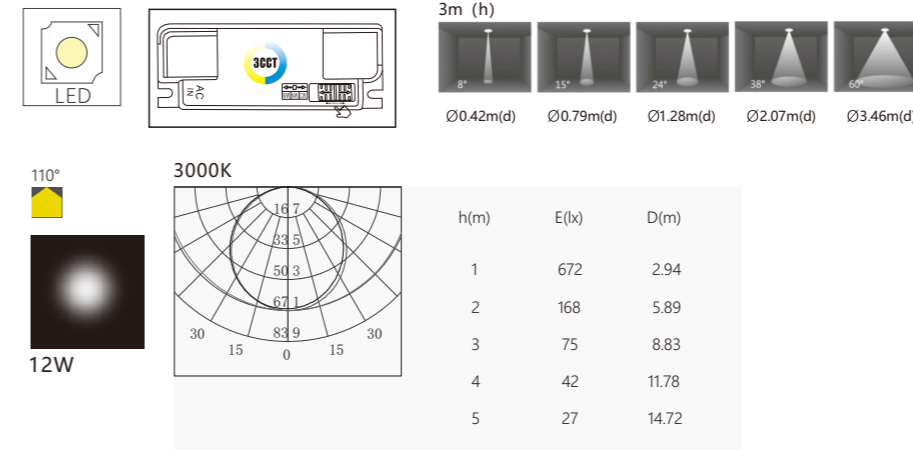 3m (h)
LED
3CCT
AC
IN
8°
15°
24°
38°
60°
Ø0.42m(d)
Ø0.79m(d)
Ø1.28m(d)
Ø2.07m(d)
Ø3.46m(d)
110°
3000K
16 7
33 5
50 3
67 1
83 9
30
15
0
15
30
12W
h(m) E(lx) D(m)
1 672 2.94
2 168 5.89
3 75 8.83
4 42 11.78
5 27 14.72